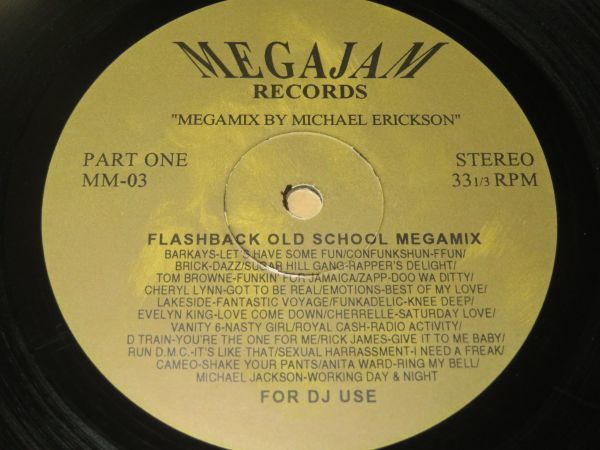 MEGAJAM
RECORDS
"MEGAMIX BY MICHAEL ERICKSON"
PART ONE
MM-03
STEREO
33 1/3 RPM
FLASHBACK OLD SCHOOL MEGAMIX
BARKAYS-LET'S HAVE SOME FUN/CONFUNKSHUN-FFUN/
BRICK-DAZZ/SUGAR HILL GANG-RAPPER'S DELIGHT/
TOM BROWNE-FUNKIN' FOR JAMAICA/ZAPP-DOO WA DITTY/
CHERYL LYNN-GOT TO BE REAL/EMOTIONS-BEST OF MY LOVE/
LAKESIDE-FANTASTIC VOYAGE/FUNKADELIC-KNEE DEEP/
EVELYN KING-LOVE COME DOWN/CHERRELLE-SATURDAY LOVE/
VANITY 6-NASTY GIRL/ROYAL CASH-RADIO ACTIVITY/
D TRAIN-YOU'RE THE ONE FOR ME/RICK JAMES-GIVE IT TO ME BABY/
RUN D.M.C.-IT'S LIKE THAT/SEXUAL HARRASSMENT-I NEED A FREAK/
CAMEO-SHAKE YOUR PANTS/ANITA WARD-RING MY BELL/
MICHAEL JACKSON-WORKING DAY & NIGHT
FOR DJ USE